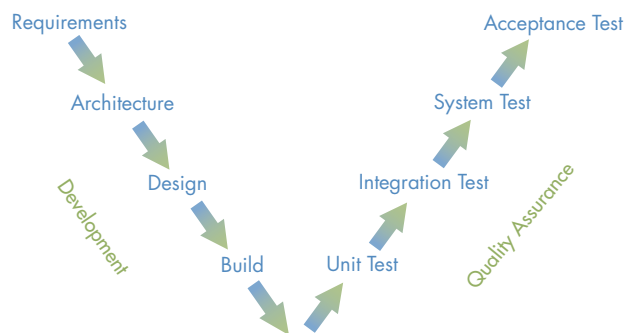 Requirements
Acceptance Test
Architecture
System Test
Design
Integration Test
Development
Quality Assurance
Build
Unit Test